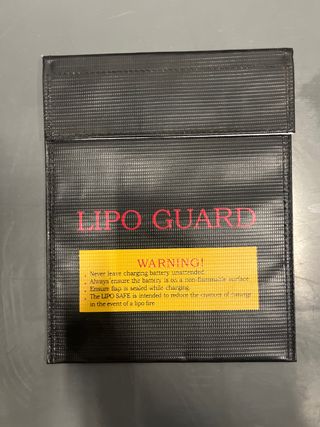 LIPO GUARD
WARNING!
Never leave charging battery unattended
Always ensure the battery is on a non-flammable surface
Ensure flap is sealed while charging
The LIPO SAFE is intended to reduce the chances of damage
in the event of a lipo fire